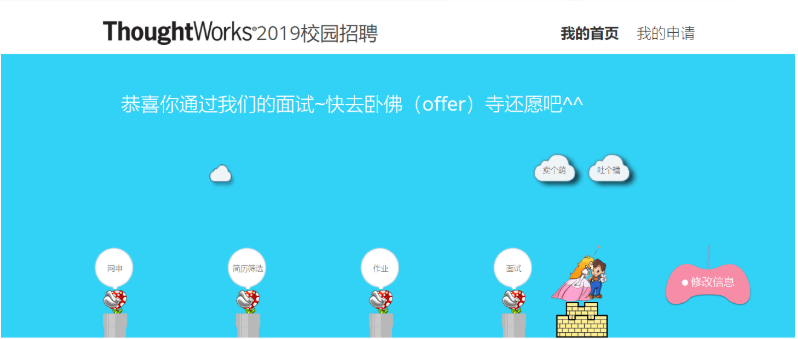 ThoughtWorks®2019校园招聘
我的首页 我的申请
恭喜你通过我们的面试~快去卧佛（offer）寺还愿吧^^
卖个萌 吐个槽
网申 简历筛选 作业 面试
修改信息